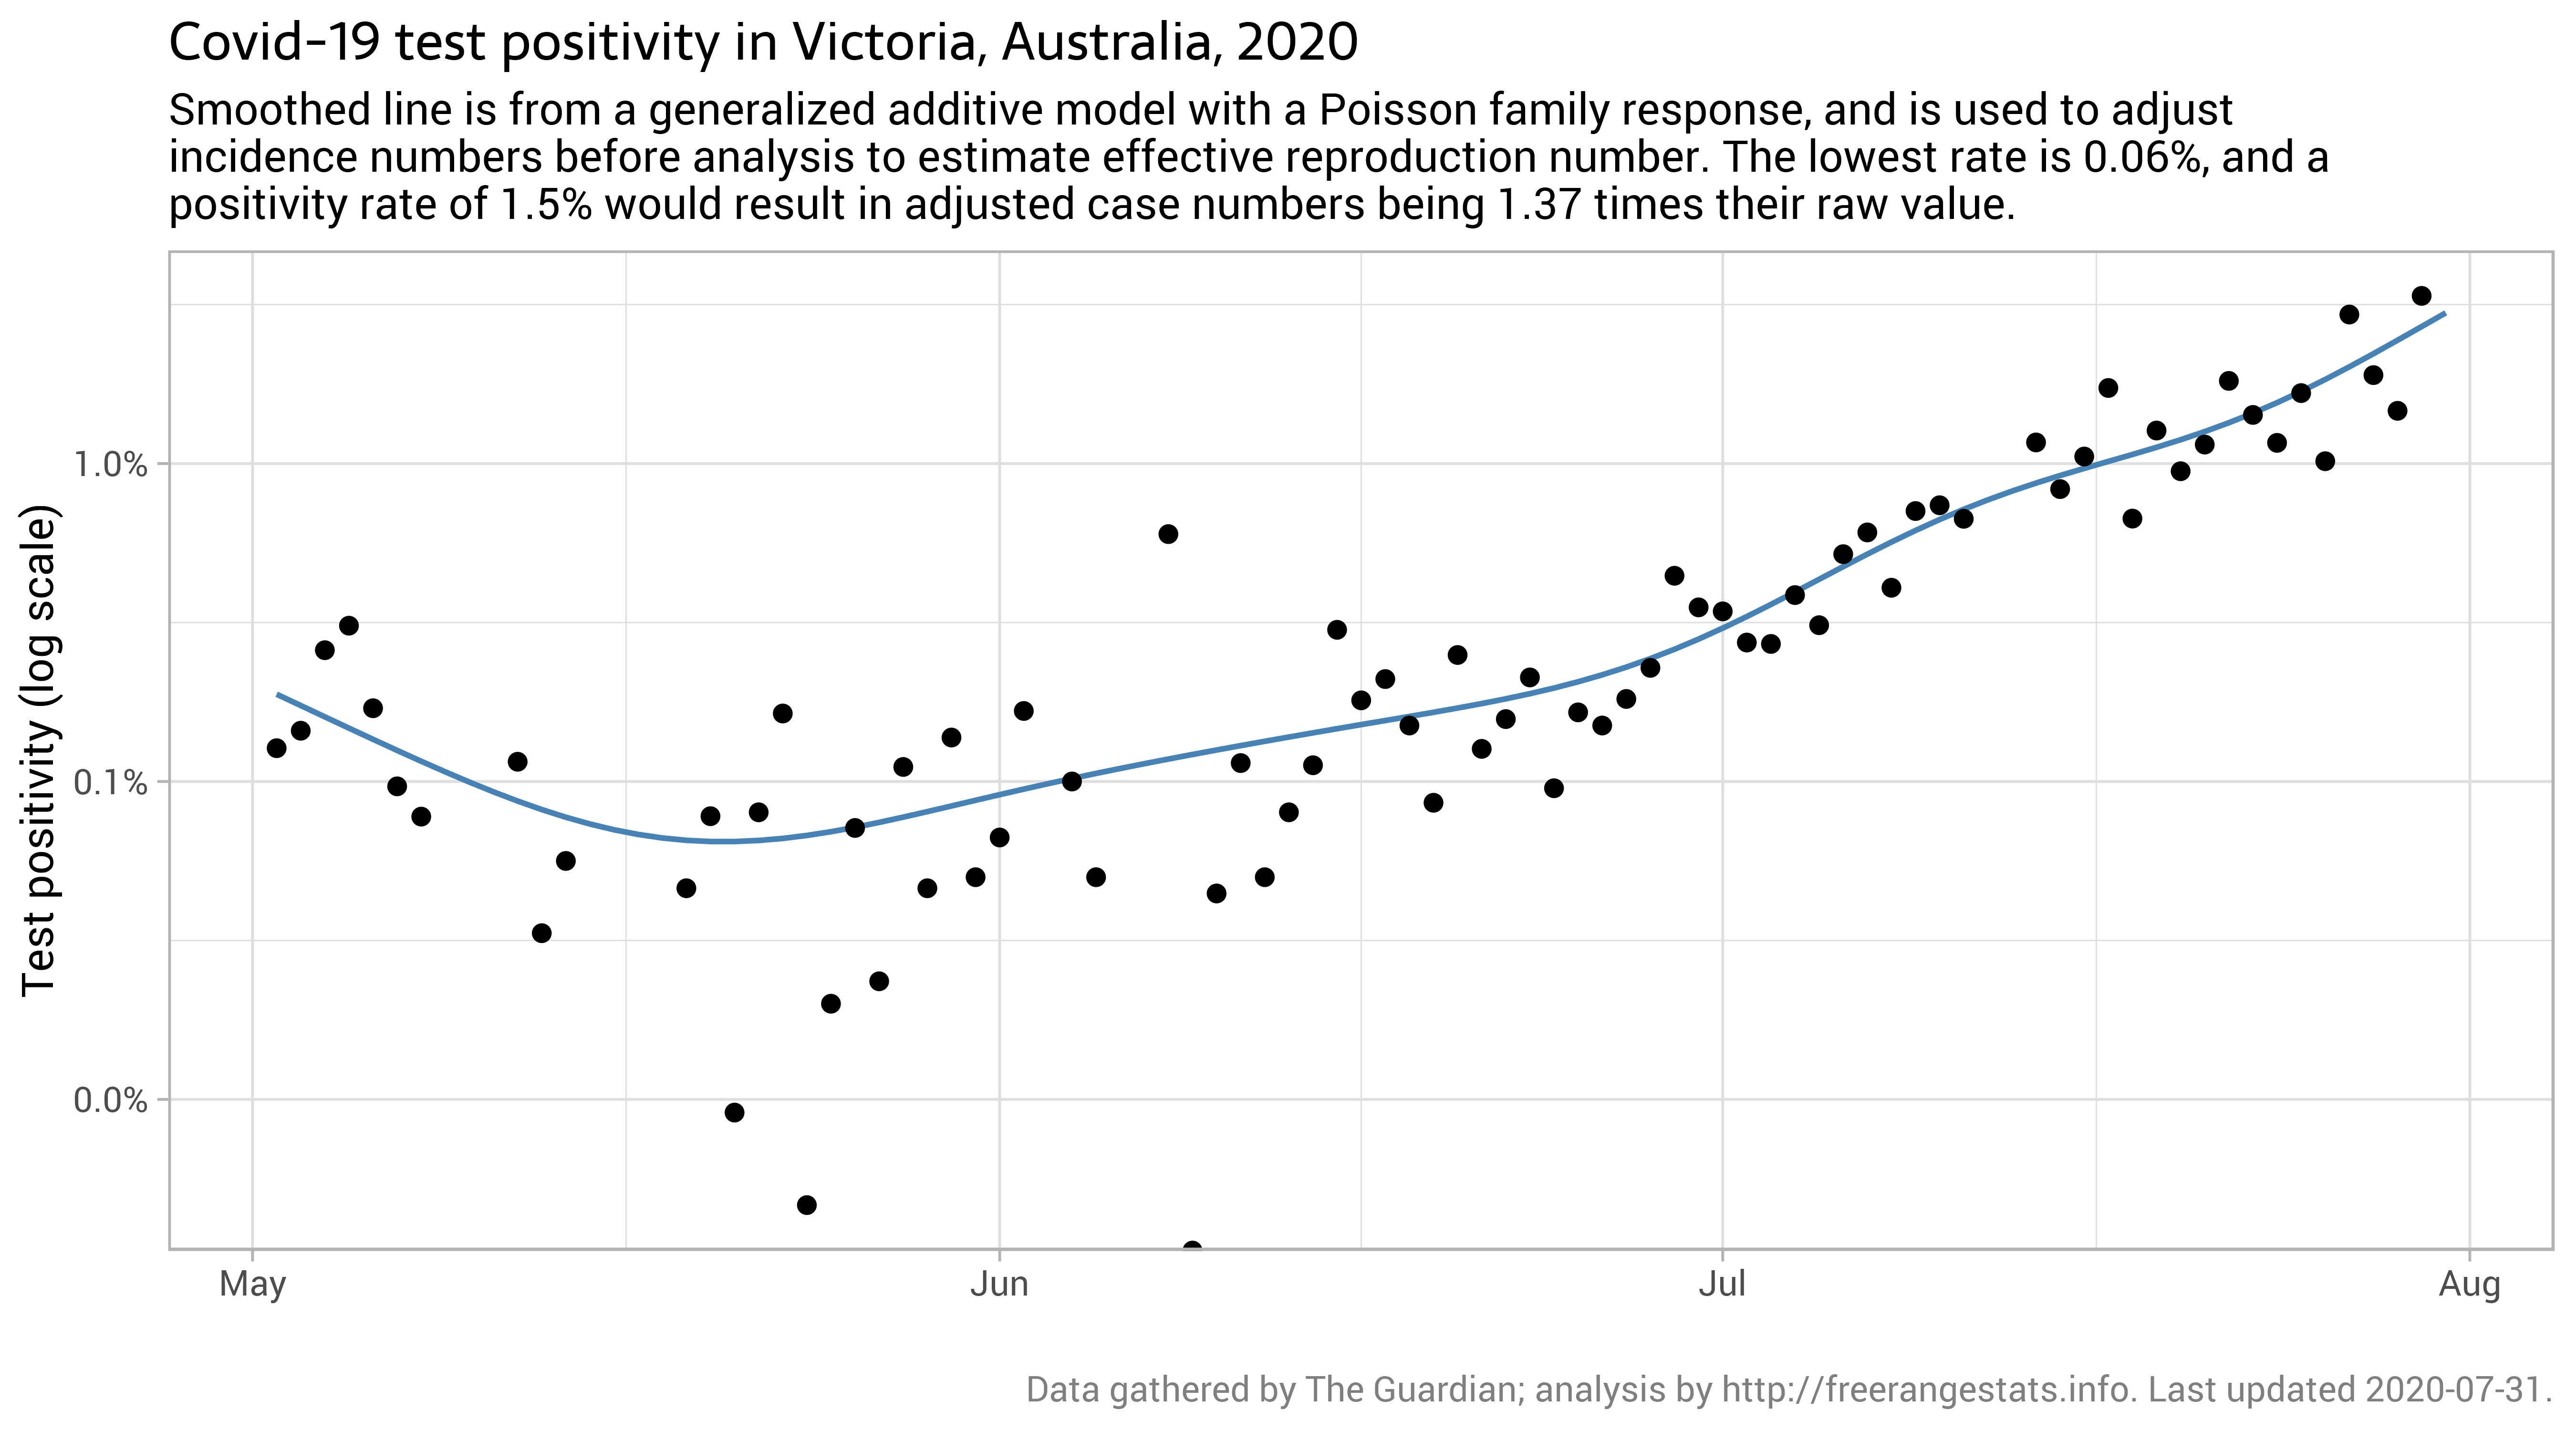 Covid-19 test positivity in Victoria, Australia, 2020
Smoothed line is from a generalized additive model with a Poisson family response, and is used to adjust
incidence numbers before analysis to estimate effective reproduction number. The lowest rate is 0.06%, and a
positivity rate of 1.5% would result in adjusted case numbers being 1.37 times their raw value.
Test positivity (log scale)
1.0%
0.1%
0.0%
May
Jun
Jul
Aug
Data gathered by The Guardian; analysis by http://freerangestats.info. Last updated 2020-07-31.